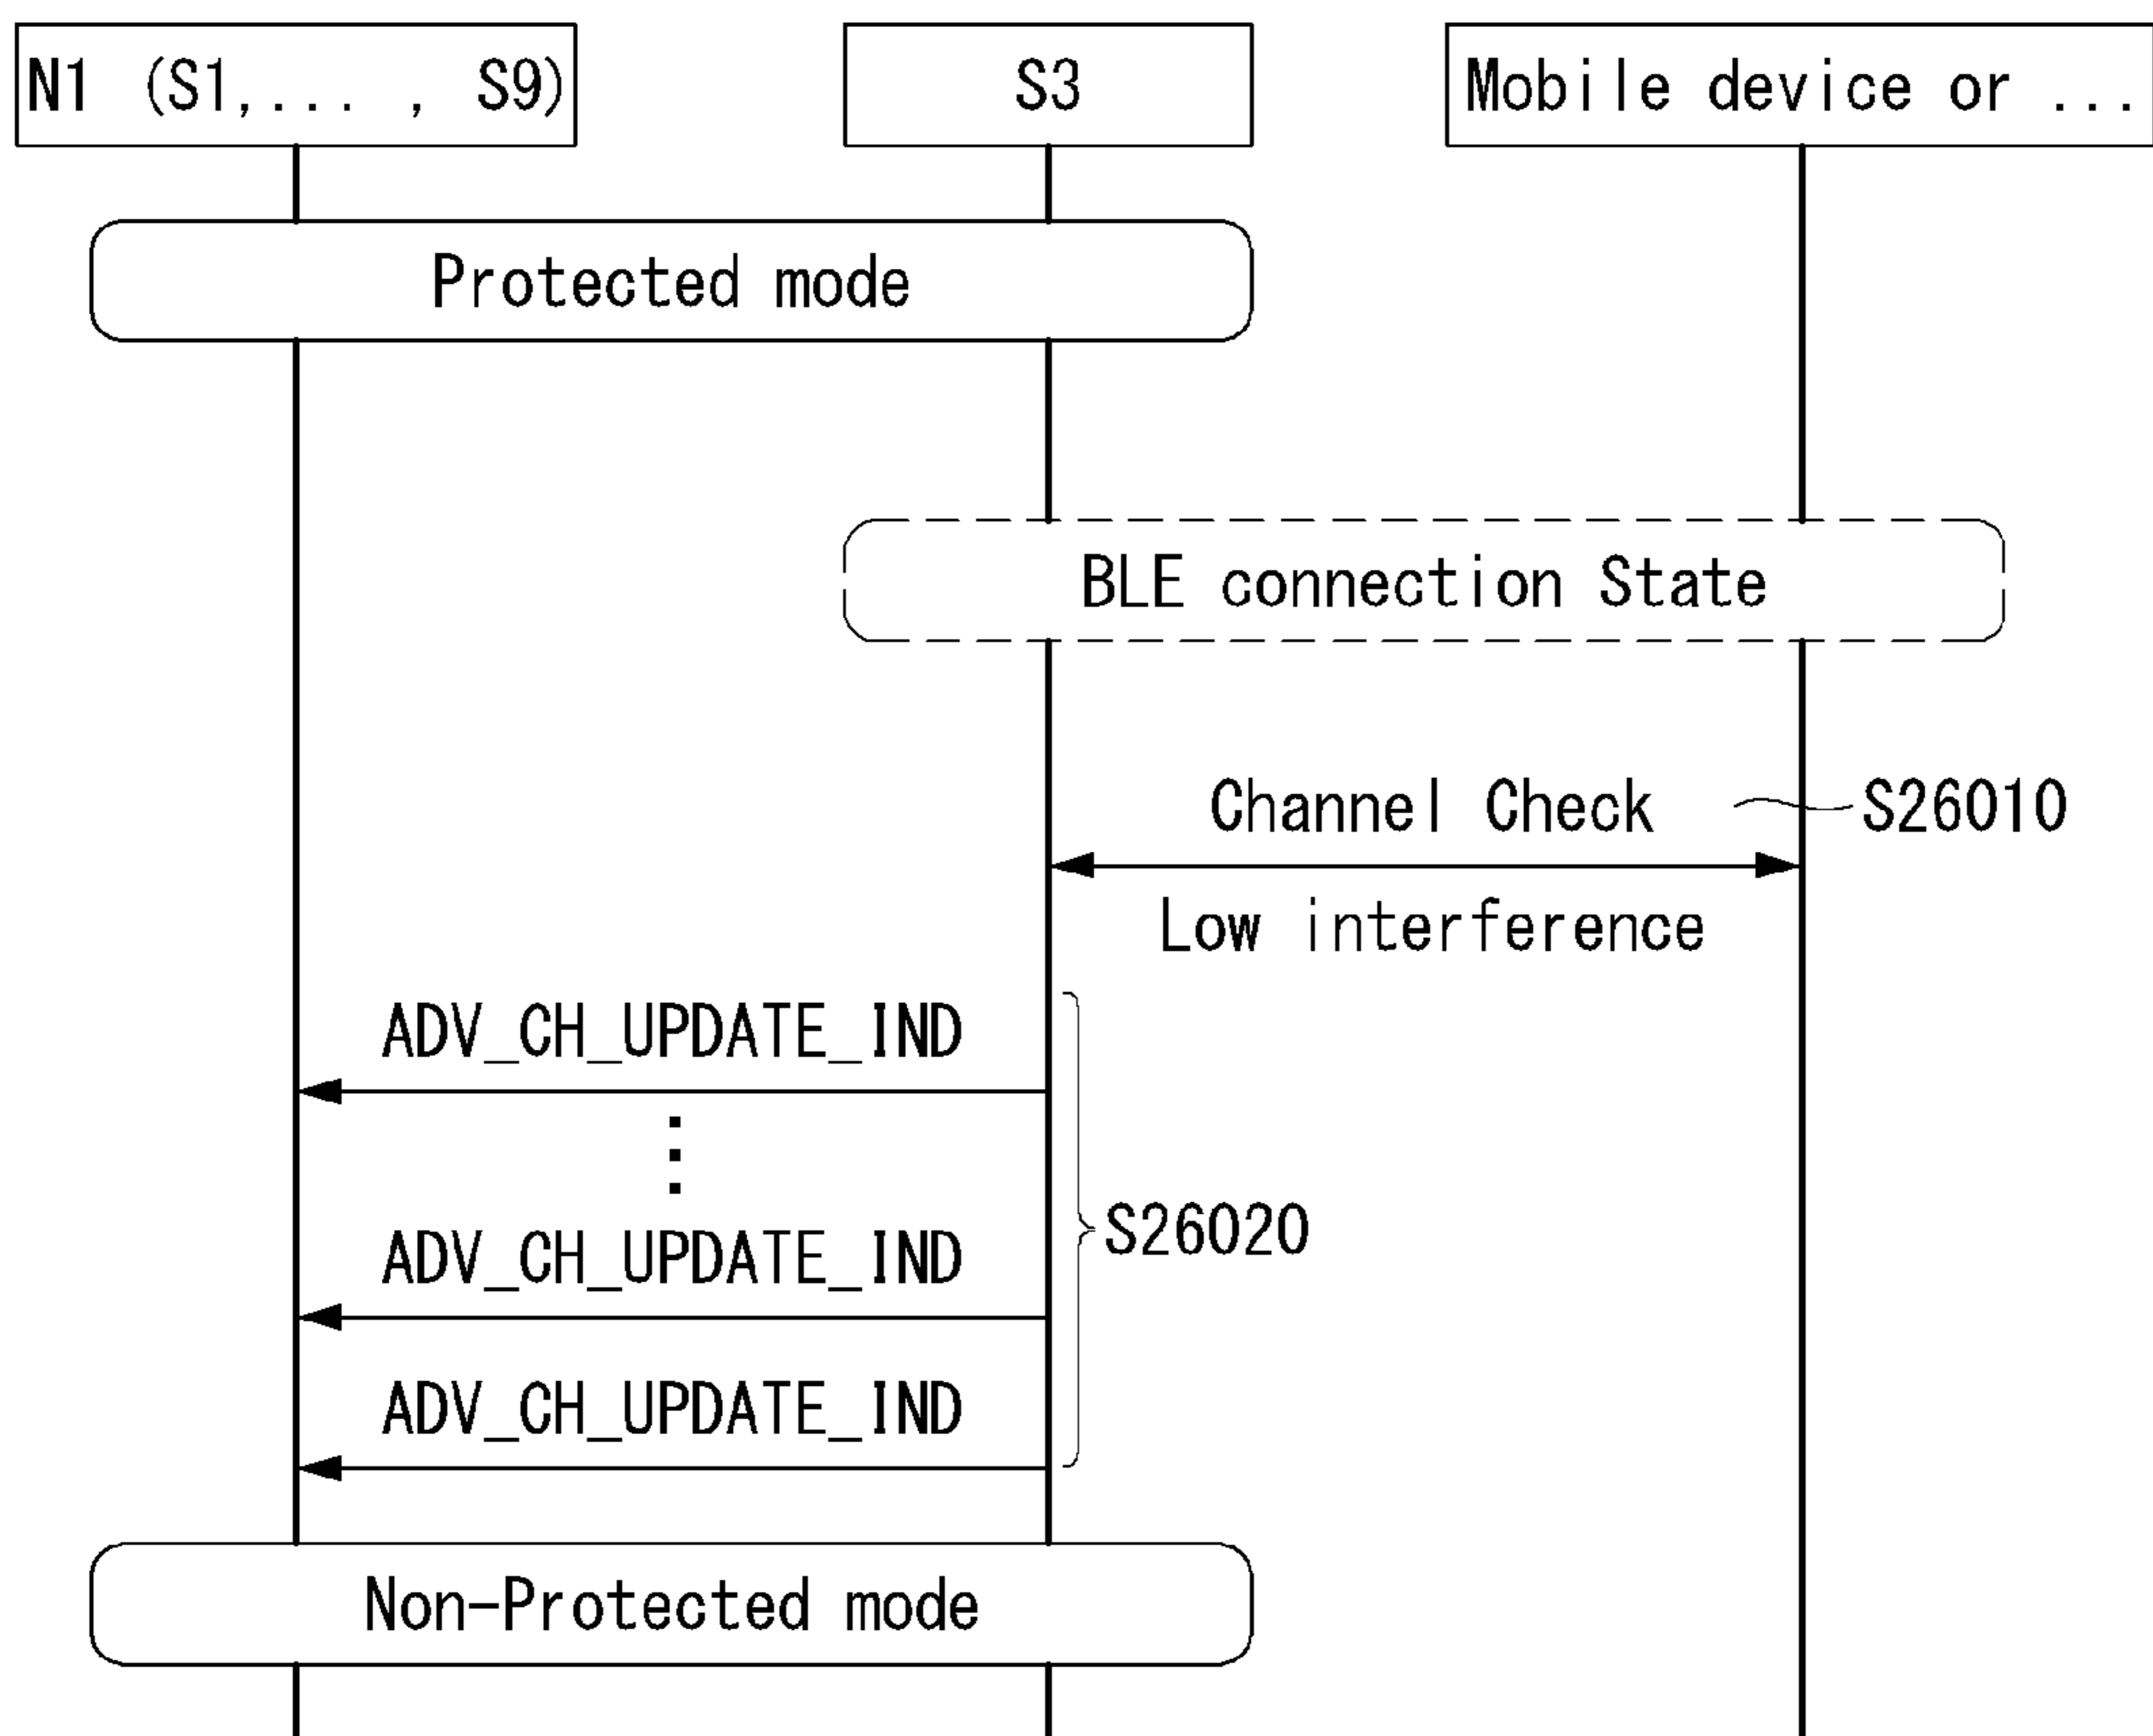 N1 (S1,... , S9)
S3
Mobile device or ...
Protected mode
BLE connection State
Channel Check
S26010
Low interference
ADV_CH_UPDATE_IND
ADV_CH_UPDATE_IND
S26020
ADV_CH_UPDATE_IND
Non-Protected mode